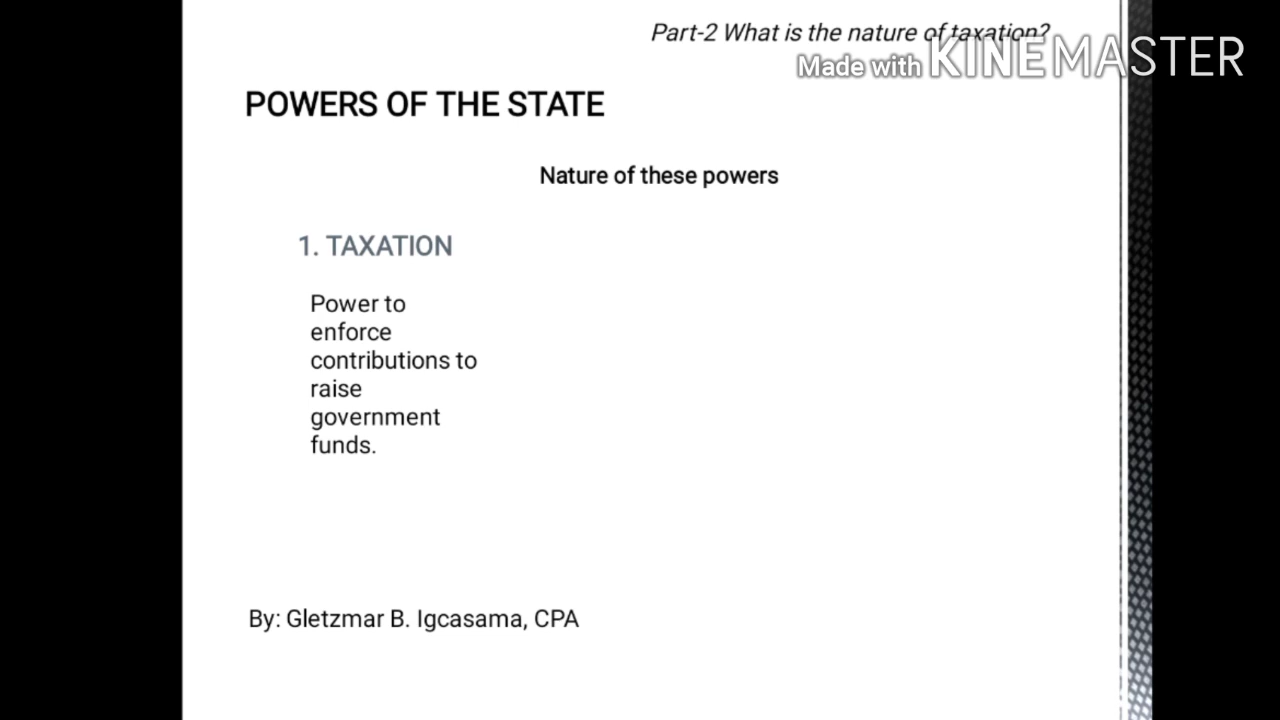 Part-2 What is the nature of taxation?
Made with KINEMASTER
POWERS OF THE STATE
Nature of these powers
1. TAXATION
Power to
enforce
contributions to
raise
government
funds.
By: Gletzmar B. Igcasama, CPA